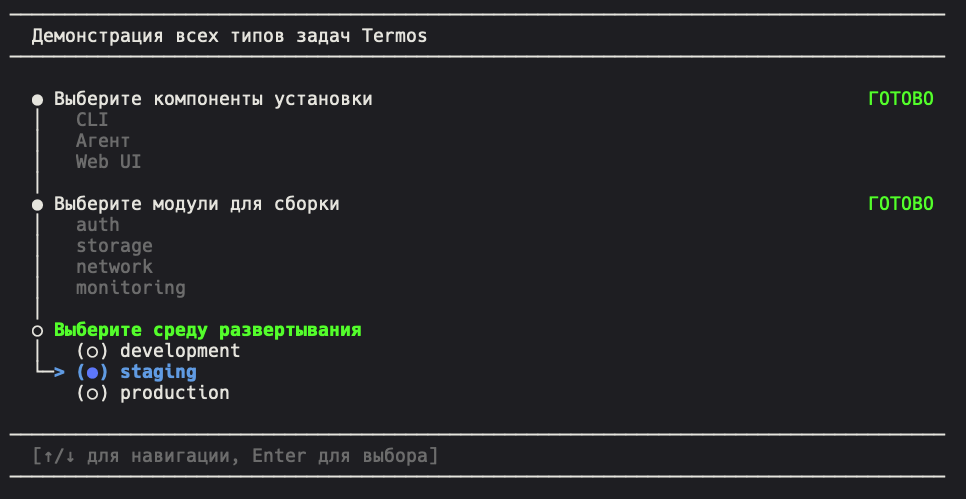 Демонстрация всех типов задач Termos
● Выберите компоненты установки ГОТОВО
CLI
Агент
Web UI
● Выберите модули для сборки ГОТОВО
auth
storage
network
monitoring
○ Выберите среду развертывания
(○) development
└─> (●) staging
(○) production
[↑/↓ для навигации, Enter для выбора]